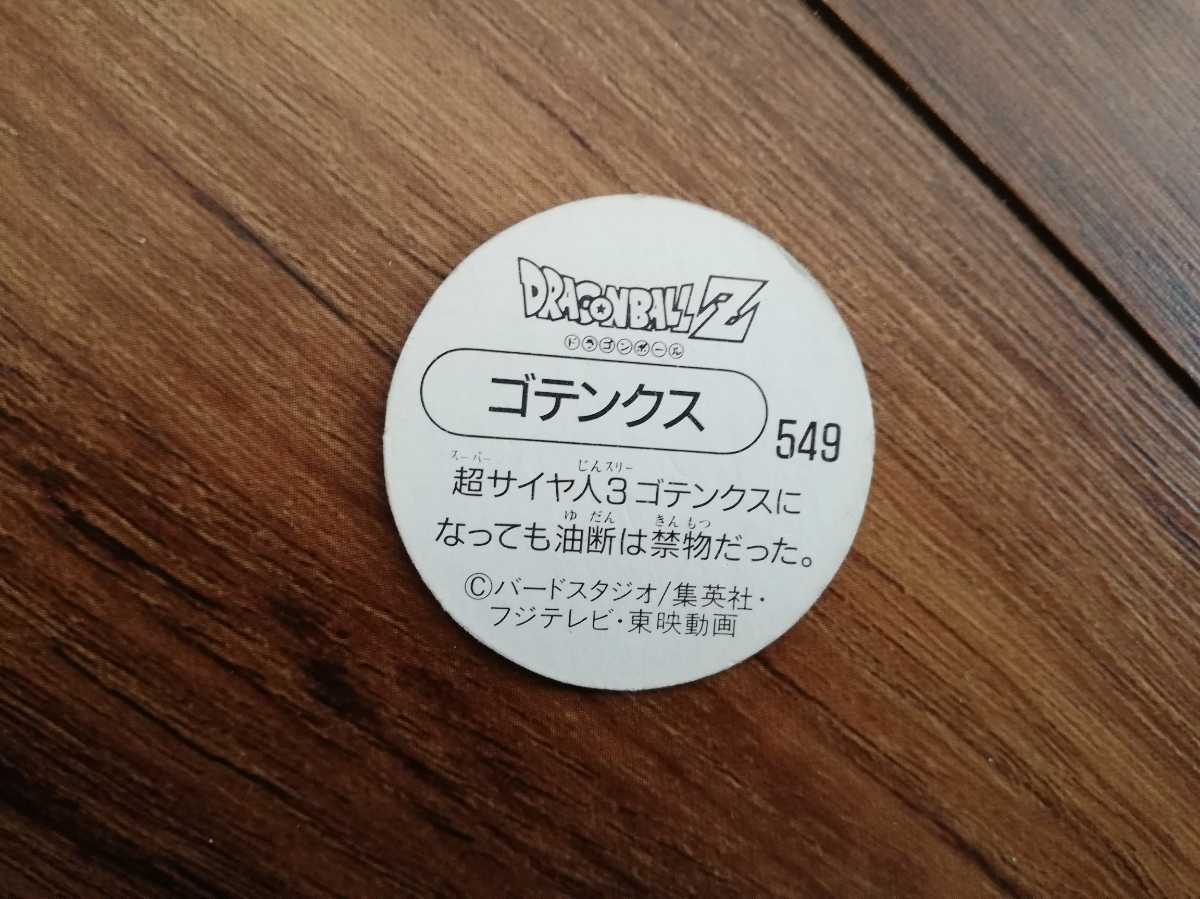 DRAGONBALL Z
ドラゴンボール
ゴテンクス
549
スーパー じんスリー
超サイヤ人3ゴテンクスに
ゆ だん きん もつ
なっても油断は禁物だった。
©バードスタジオ/集英社・
フジテレビ・東映動画